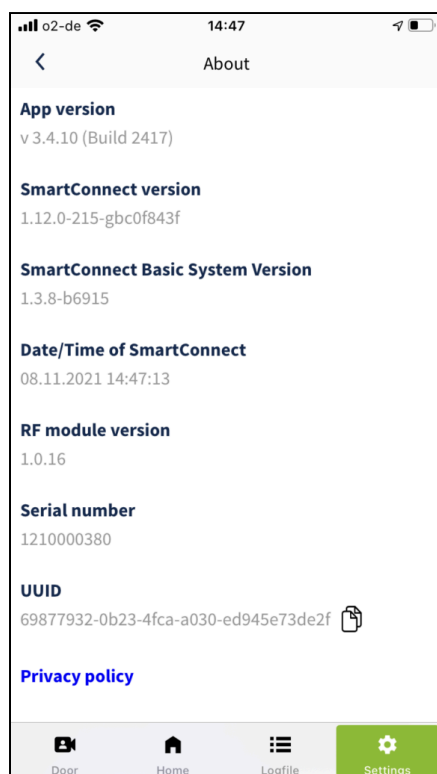 o2-de 14:47
About
App version
v 3.4.10 (Build 2417)
SmartConnect version
1.12.0-215-gbc0f843f
SmartConnect Basic System Version
1.3.8-b6915
Date/Time of SmartConnect
08.11.2021 14:47:13
RF module version
1.0.16
Serial number
1210000380
UUID
69877932-0b23-4fca-a030-ed945e73de2f
Privacy policy
Door Home Logfile Settings